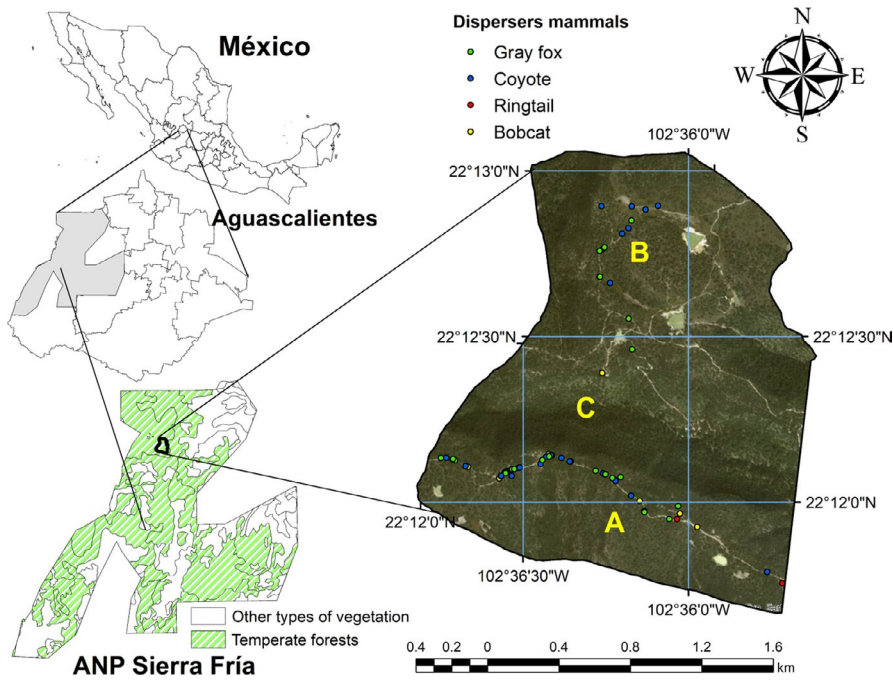 México
Aguascalientes
Dispersers mammals
Gray fox
Coyote
Ringtail
Bobcat
N
W
E
S
102°36'0"W
22°13'0"N
B
22°12'30"N
22°12'30"N
C
A
22°12'0"N
22°12'0"N
102°36'30"W
102°36'0"W
Other types of vegetation
Temperate forests
ANP Sierra Fría
0.4 0.2 0 0.4 0.8 1.2 1.6
km